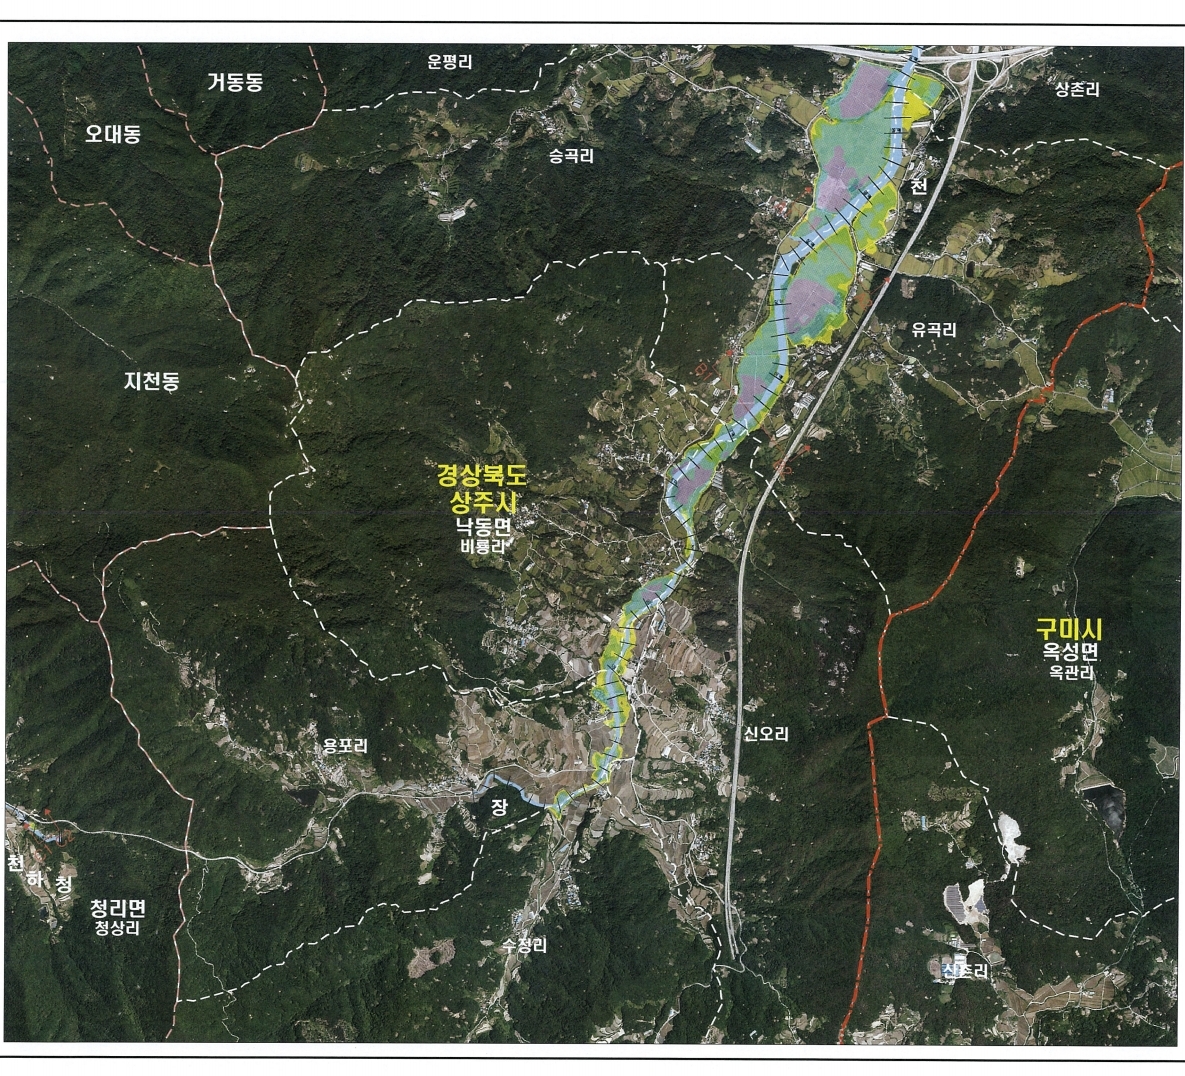 운평리
거동동
상촌리
오대동
승곡리
천
유곡리
지천동
경상북도
상주시
낙동면
비룡리
구미시
옥성면
옥관리
신오리
용포리
장
천
하
청
청리면
청상리
수정리
신촌리